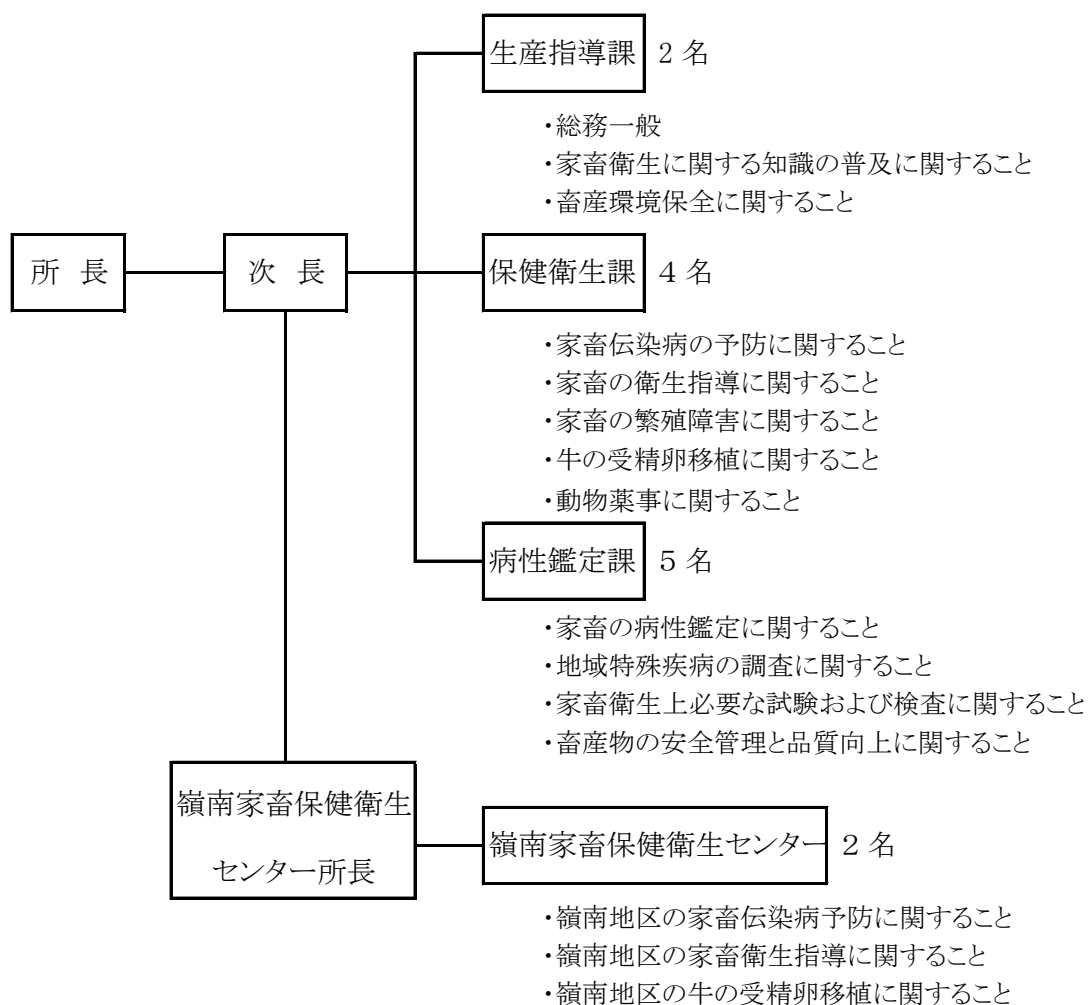 生産指導課 2名
・総務一般
・家畜衛生に関する知識の普及に関すること
・畜産環境保全に関すること
所 長
次 長
保健衛生課 4名
・家畜伝染病の予防に関すること
・家畜の衛生指導に関すること
・家畜の繁殖障害に関すること
・牛の受精卵移植に関すること
・動物薬事に関すること
病性鑑定課 5名
・家畜の病性鑑定に関すること
・地域特殊疾病の調査に関すること
・家畜衛生上必要な試験および検査に関すること
・畜産物の安全管理と品質向上に関すること
嶺南家畜保健衛生
センター所長
嶺南家畜保健衛生センター 2名
・嶺南地区の家畜伝染病予防に関すること
・嶺南地区の家畜衛生指導に関すること
・嶺南地区の牛の受精卵移植に関すること